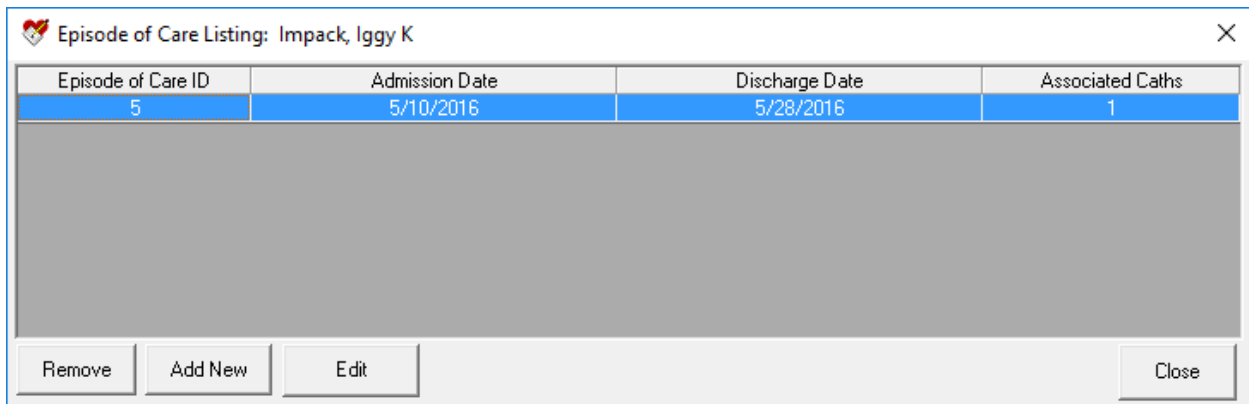 Episode of Care Listing: Impack, Iggy K
Episode of Care ID Admission Date Discharge Date Associated Caths
5 5/10/2016 5/28/2016 1
Remove Add New Edit Close